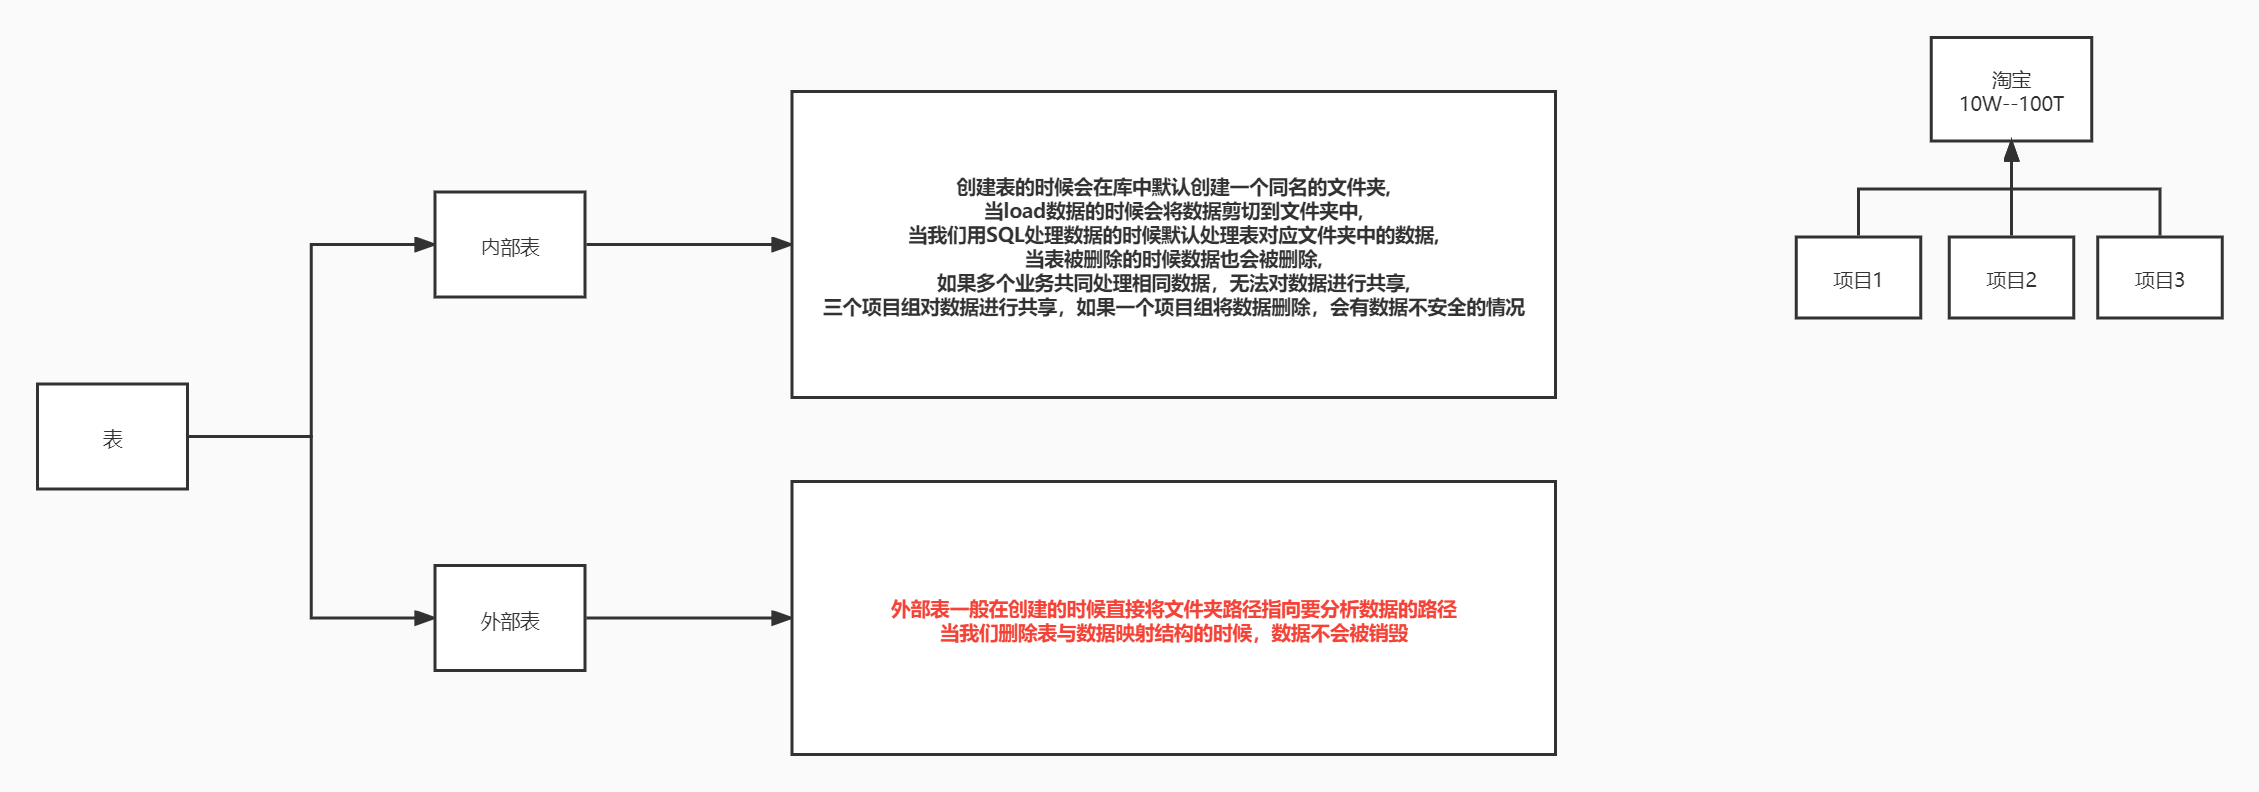 表
内部表
创建表的时候会在库中默认创建一个同名的文件夹,
当load数据的时候会将数据剪切到文件夹中,
当我们用SQL处理数据的时候默认处理表对应文件夹中的数据,
当表被删除的时候数据也会被删除,
如果多个业务共同处理相同数据，无法对数据进行共享,
三个项目组对数据进行共享，如果一个项目组将数据删除，会有数据不安全的情况
外部表
外部表一般在创建的时候直接将文件夹路径指向要分析数据的路径
当我们删除表与数据映射结构的时候，数据不会被销毁
淘宝
10W--100T
项目1
项目2
项目3